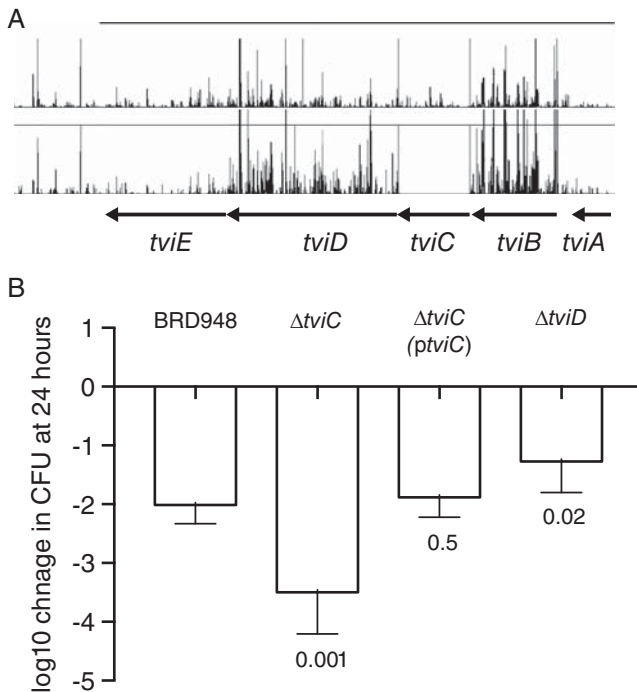 A
tviE tviD tviC tviB tviA
B
BRD948 ΔtviC ΔtviC (ptviC) ΔtviD
log10 chnage in CFU at 24 hours
1
0
-1
-2
-3
-4
-5
0.001
0.5
0.02